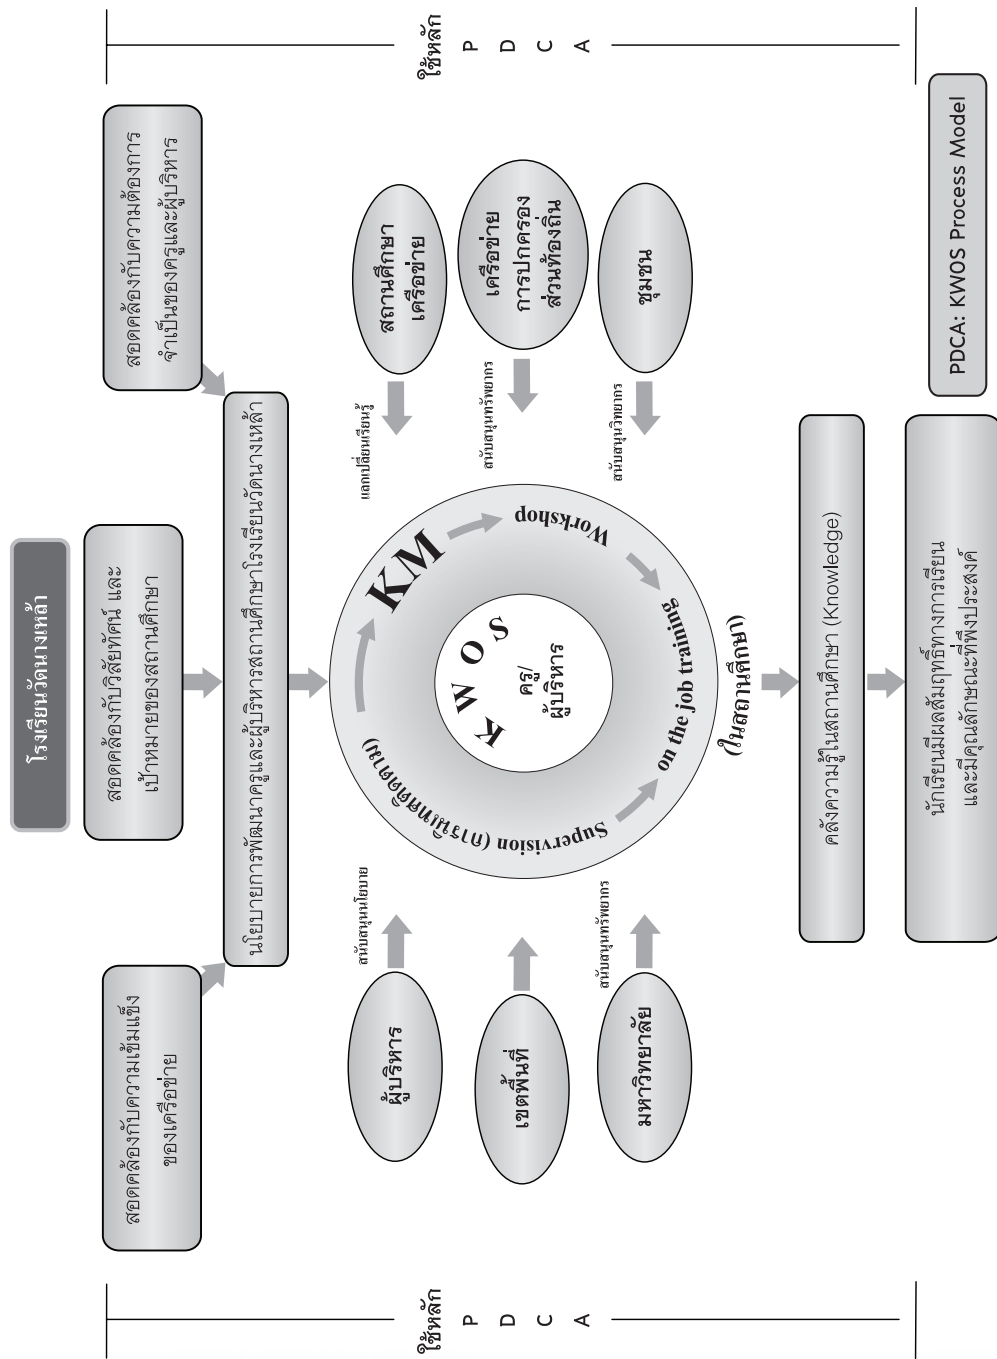 โรงเรียนวัดนางเหล้า
สอดคล้องกับความเข้มแข็ง
ของเครือข่าย
สอดคล้องกับวิสัยทัศน์ และ
เป้าหมายของสถานศึกษา
สอดคล้องกับความต้องการ
จำเป็นของครูและผู้บริหาร
นโยบายการพัฒนาครูและผู้บริหารสถานศึกษาโรงเรียนวัดนางเหล้า
ใช้หลัก
P
D
C
A
ผู้บริหาร
สนับสนุนนโยบาย
เขตพื้นที่
มหาวิทยาลัย
สนับสนุนทรัพยากร
KM
Workshop
on the job training
(ในสถานศึกษา)
Supervision (การนิเทศติดตาม)
K W O S
ครู/
ผู้บริหาร
แลกเปลี่ยนเรียนรู้
สถานศึกษา
เครือข่าย
สนับสนุนทรัพยากร
เครือข่าย
การปกครอง
ส่วนท้องถิ่น
สนับสนุนวิทยากร
ชุมชน
ใช้หลัก
P
D
C
A
คลังความรู้ในสถานศึกษา (Knowledge)
นักเรียนมีผลสัมฤทธิ์ทางการเรียน
และมีคุณลักษณะที่พึงประสงค์
PDCA: KWOS Process Model